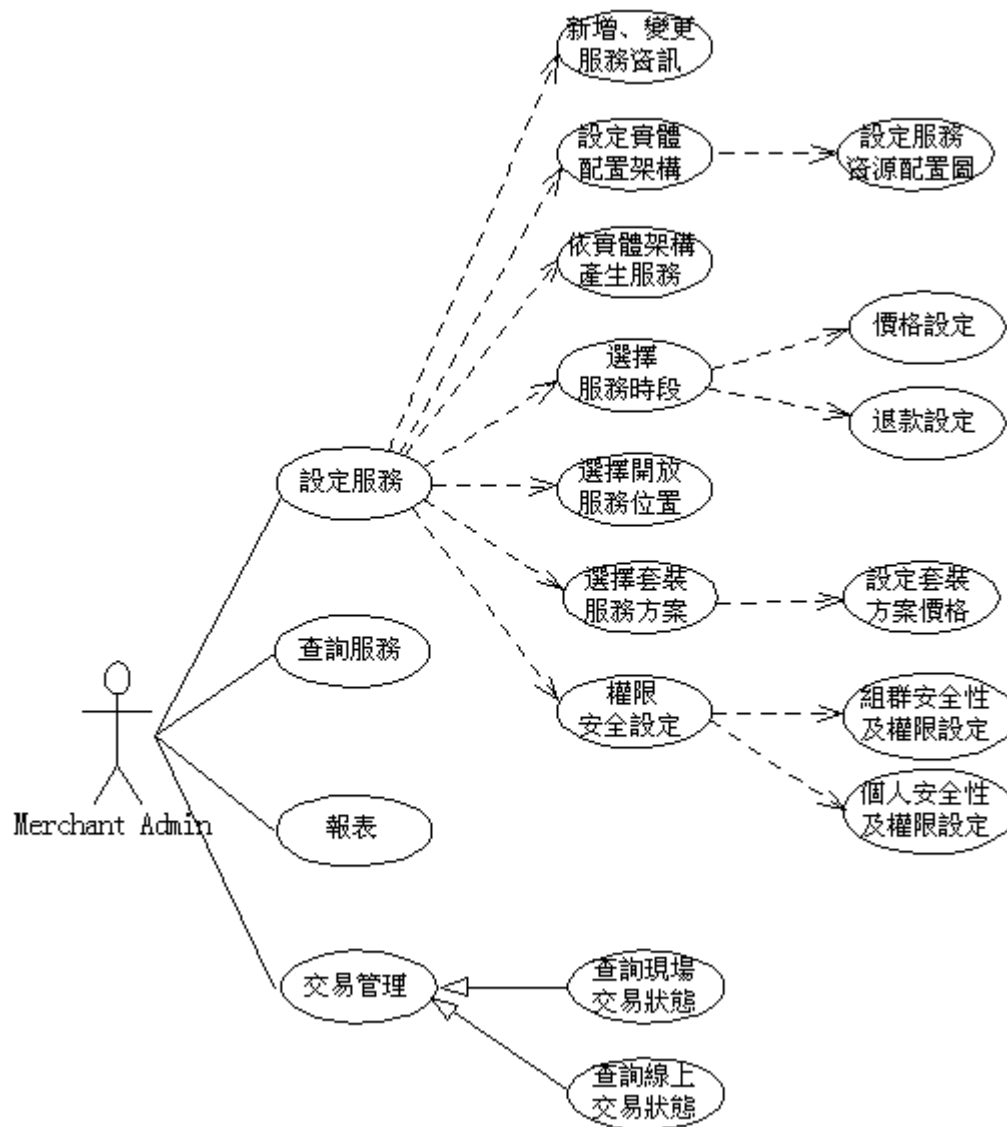 新增、變更
服務資訊
設定實體
配置架構
設定服務
資源配置圖
依實體架構
產生服務
選擇
服務時段
價格設定
退款設定
設定服務
選擇開放
服務位置
選擇套裝
服務方案
設定套裝
方案價格
查詢服務
權限
安全設定
組群安全性
及權限設定
個人安全性
及權限設定
Merchant Admin
報表
交易管理
查詢現場
交易狀態
查詢線上
交易狀態